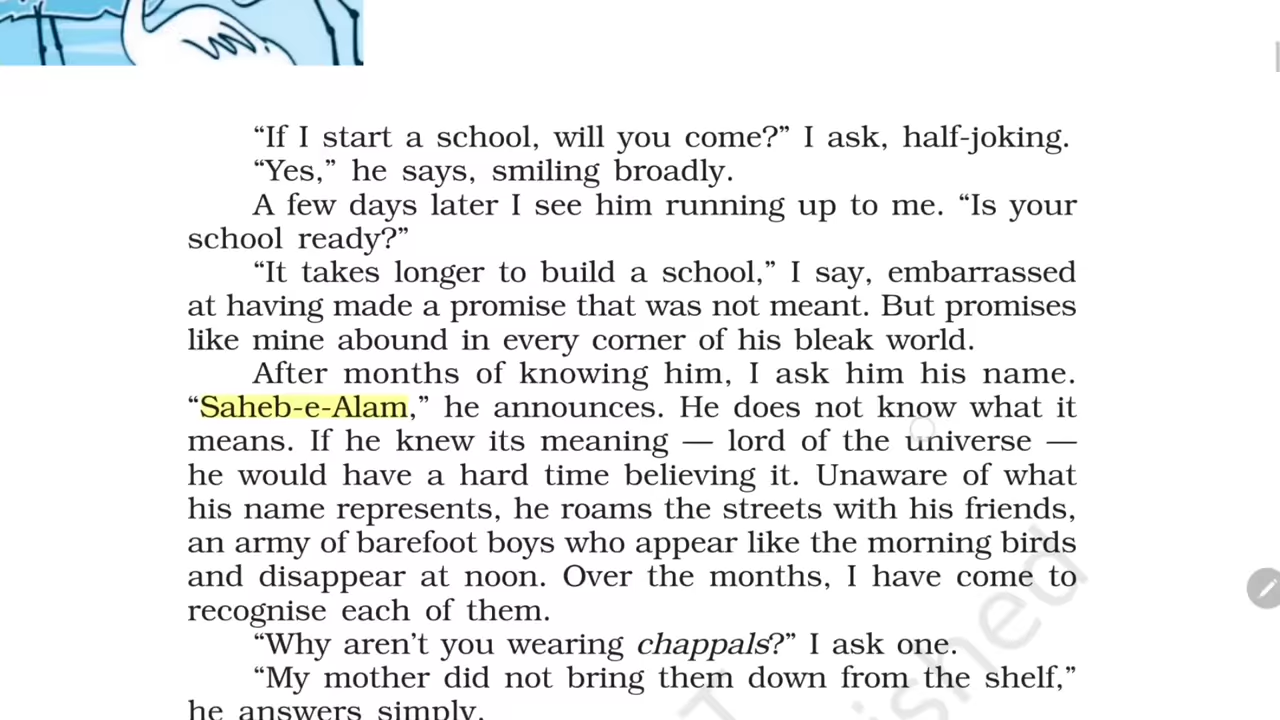 “If I start a school, will you come?” I ask, half-joking.
“Yes,” he says, smiling broadly.
A few days later I see him running up to me. “Is your
school ready?”
“It takes longer to build a school,” I say, embarrassed
at having made a promise that was not meant. But promises
like mine abound in every corner of his bleak world.
After months of knowing him, I ask him his name.
“Saheb-e-Alam,” he announces. He does not know what it
means. If he knew its meaning — lord of the universe —
he would have a hard time believing it. Unaware of what
his name represents, he roams the streets with his friends,
an army of barefoot boys who appear like the morning birds
and disappear at noon. Over the months, I have come to
recognise each of them.
“Why aren’t you wearing chappals?” I ask one.
“My mother did not bring them down from the shelf,”
he answers simply.